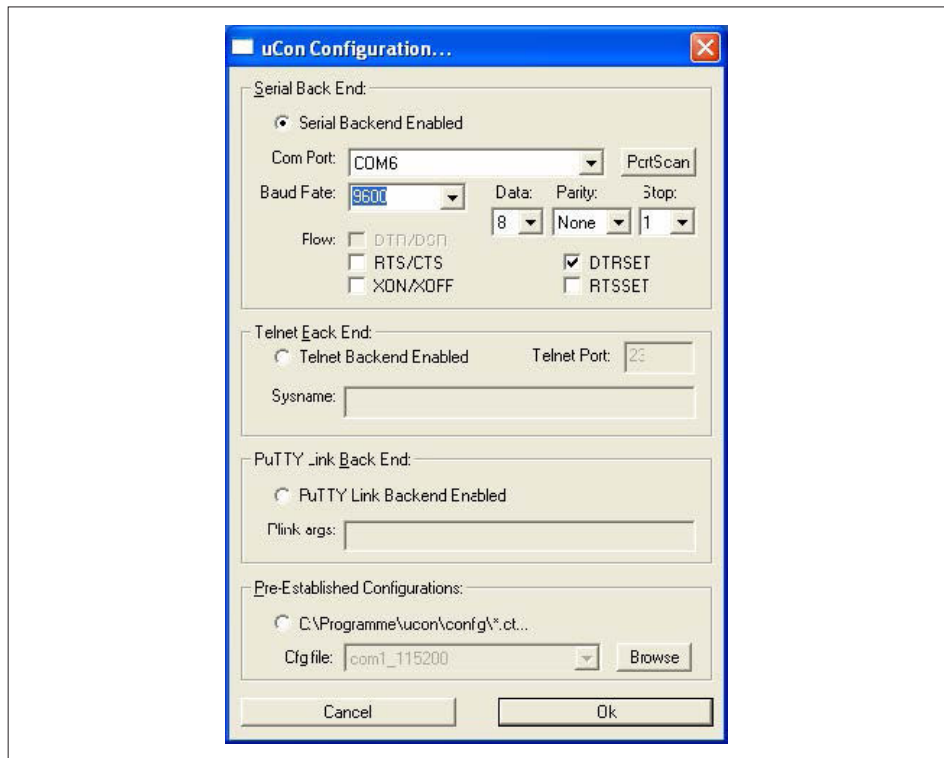 uCon Configuration...
Serial Back End:
Serial Backend Enabled
Com Port: COM6 PortScan
Baud Rate: 9600 Data: Parity: Stop:
8 None 1
Flow: DTR/DSR
RTS/CTS DTRSET
XON/XOFF RTSSET
Telnet Back End:
Telnet Backend Enabled Telnet Port: 23
Sysname:
PuTTY Link Back End:
PuTTY Link Backend Enabled
Plink args:
Pre-Established Configurations:
C:\Programme\ucon\config\*.ct...
Cfg file: com1_115200 Browse
Cancel Ok